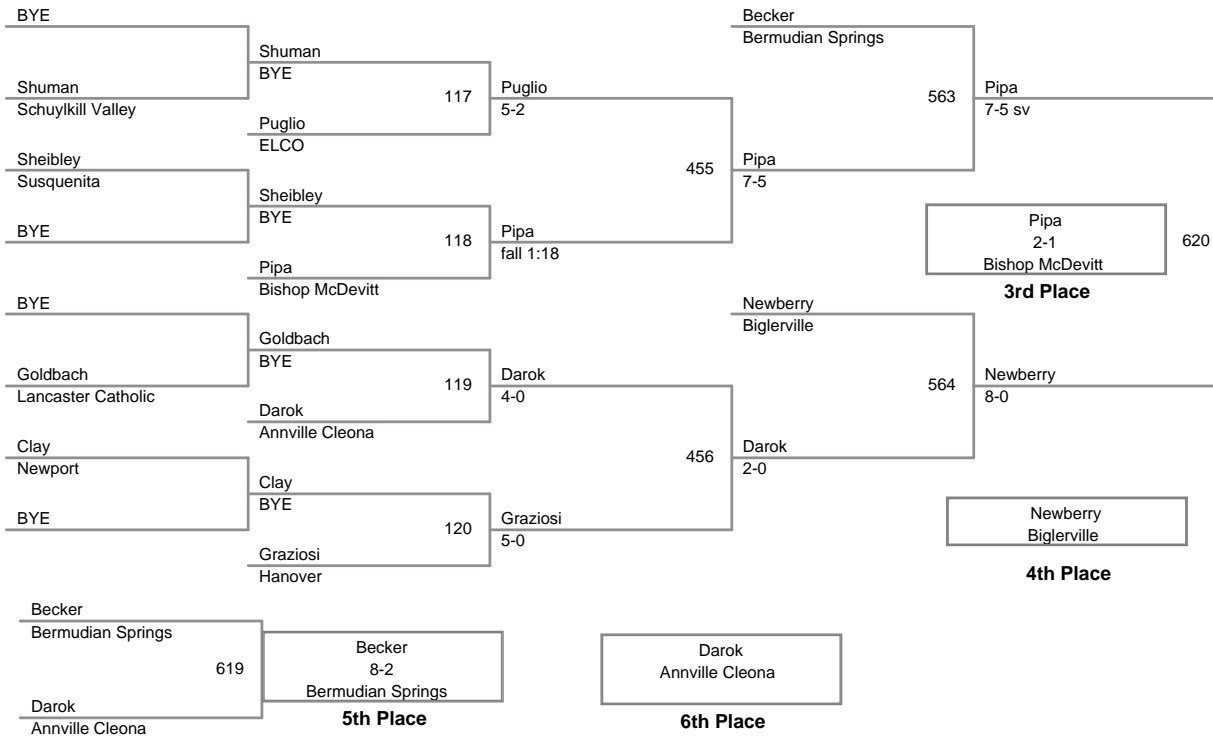 BYE
Shuman
Schuylkill Valley
Sheibley
Susquenita
BYE
BYE
Goldbach
Lancaster Catholic
Clay
Newport
BYE
Shuman
BYE
117
Puglio
ELCO
Sheibley
BYE
118
Pipa
Bishop McDevitt
Goldbach
BYE
119
Darok
Annville Cleona
Clay
BYE
120
Graziosi
Hanover
Puglio
5-2
455
Pipa
fall 1:18
Darok
4-0
456
Graziosi
5-0
Becker
Bermudian Springs
563
Pipa
7-5
Newberry
Biglerville
564
Darok
2-0
Pipa
7-5 sv
Pipa
2-1
Bishop McDevitt
620
3rd Place
Newberry
8-0
Newberry
Biglerville
4th Place
Becker
Bermudian Springs
619
Darok
Annville Cleona
Becker
8-2
Bermudian Springs
5th Place
Darok
Annville Cleona
6th Place